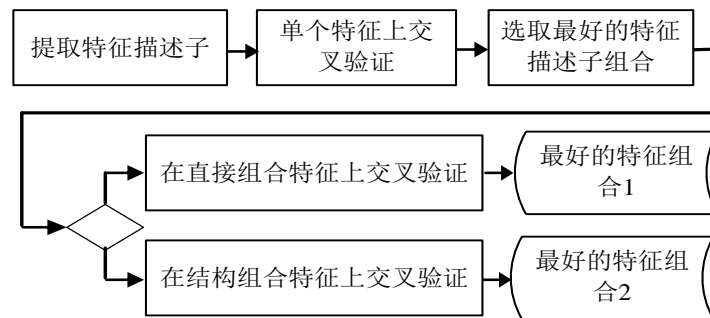 提取特征描述子
单个特征上交
叉验证
选取最好的特征
描述子组合
在直接组合特征上交叉验证
最好的特征组
合1
在结构组合特征上交叉验证
最好的特征组
合2